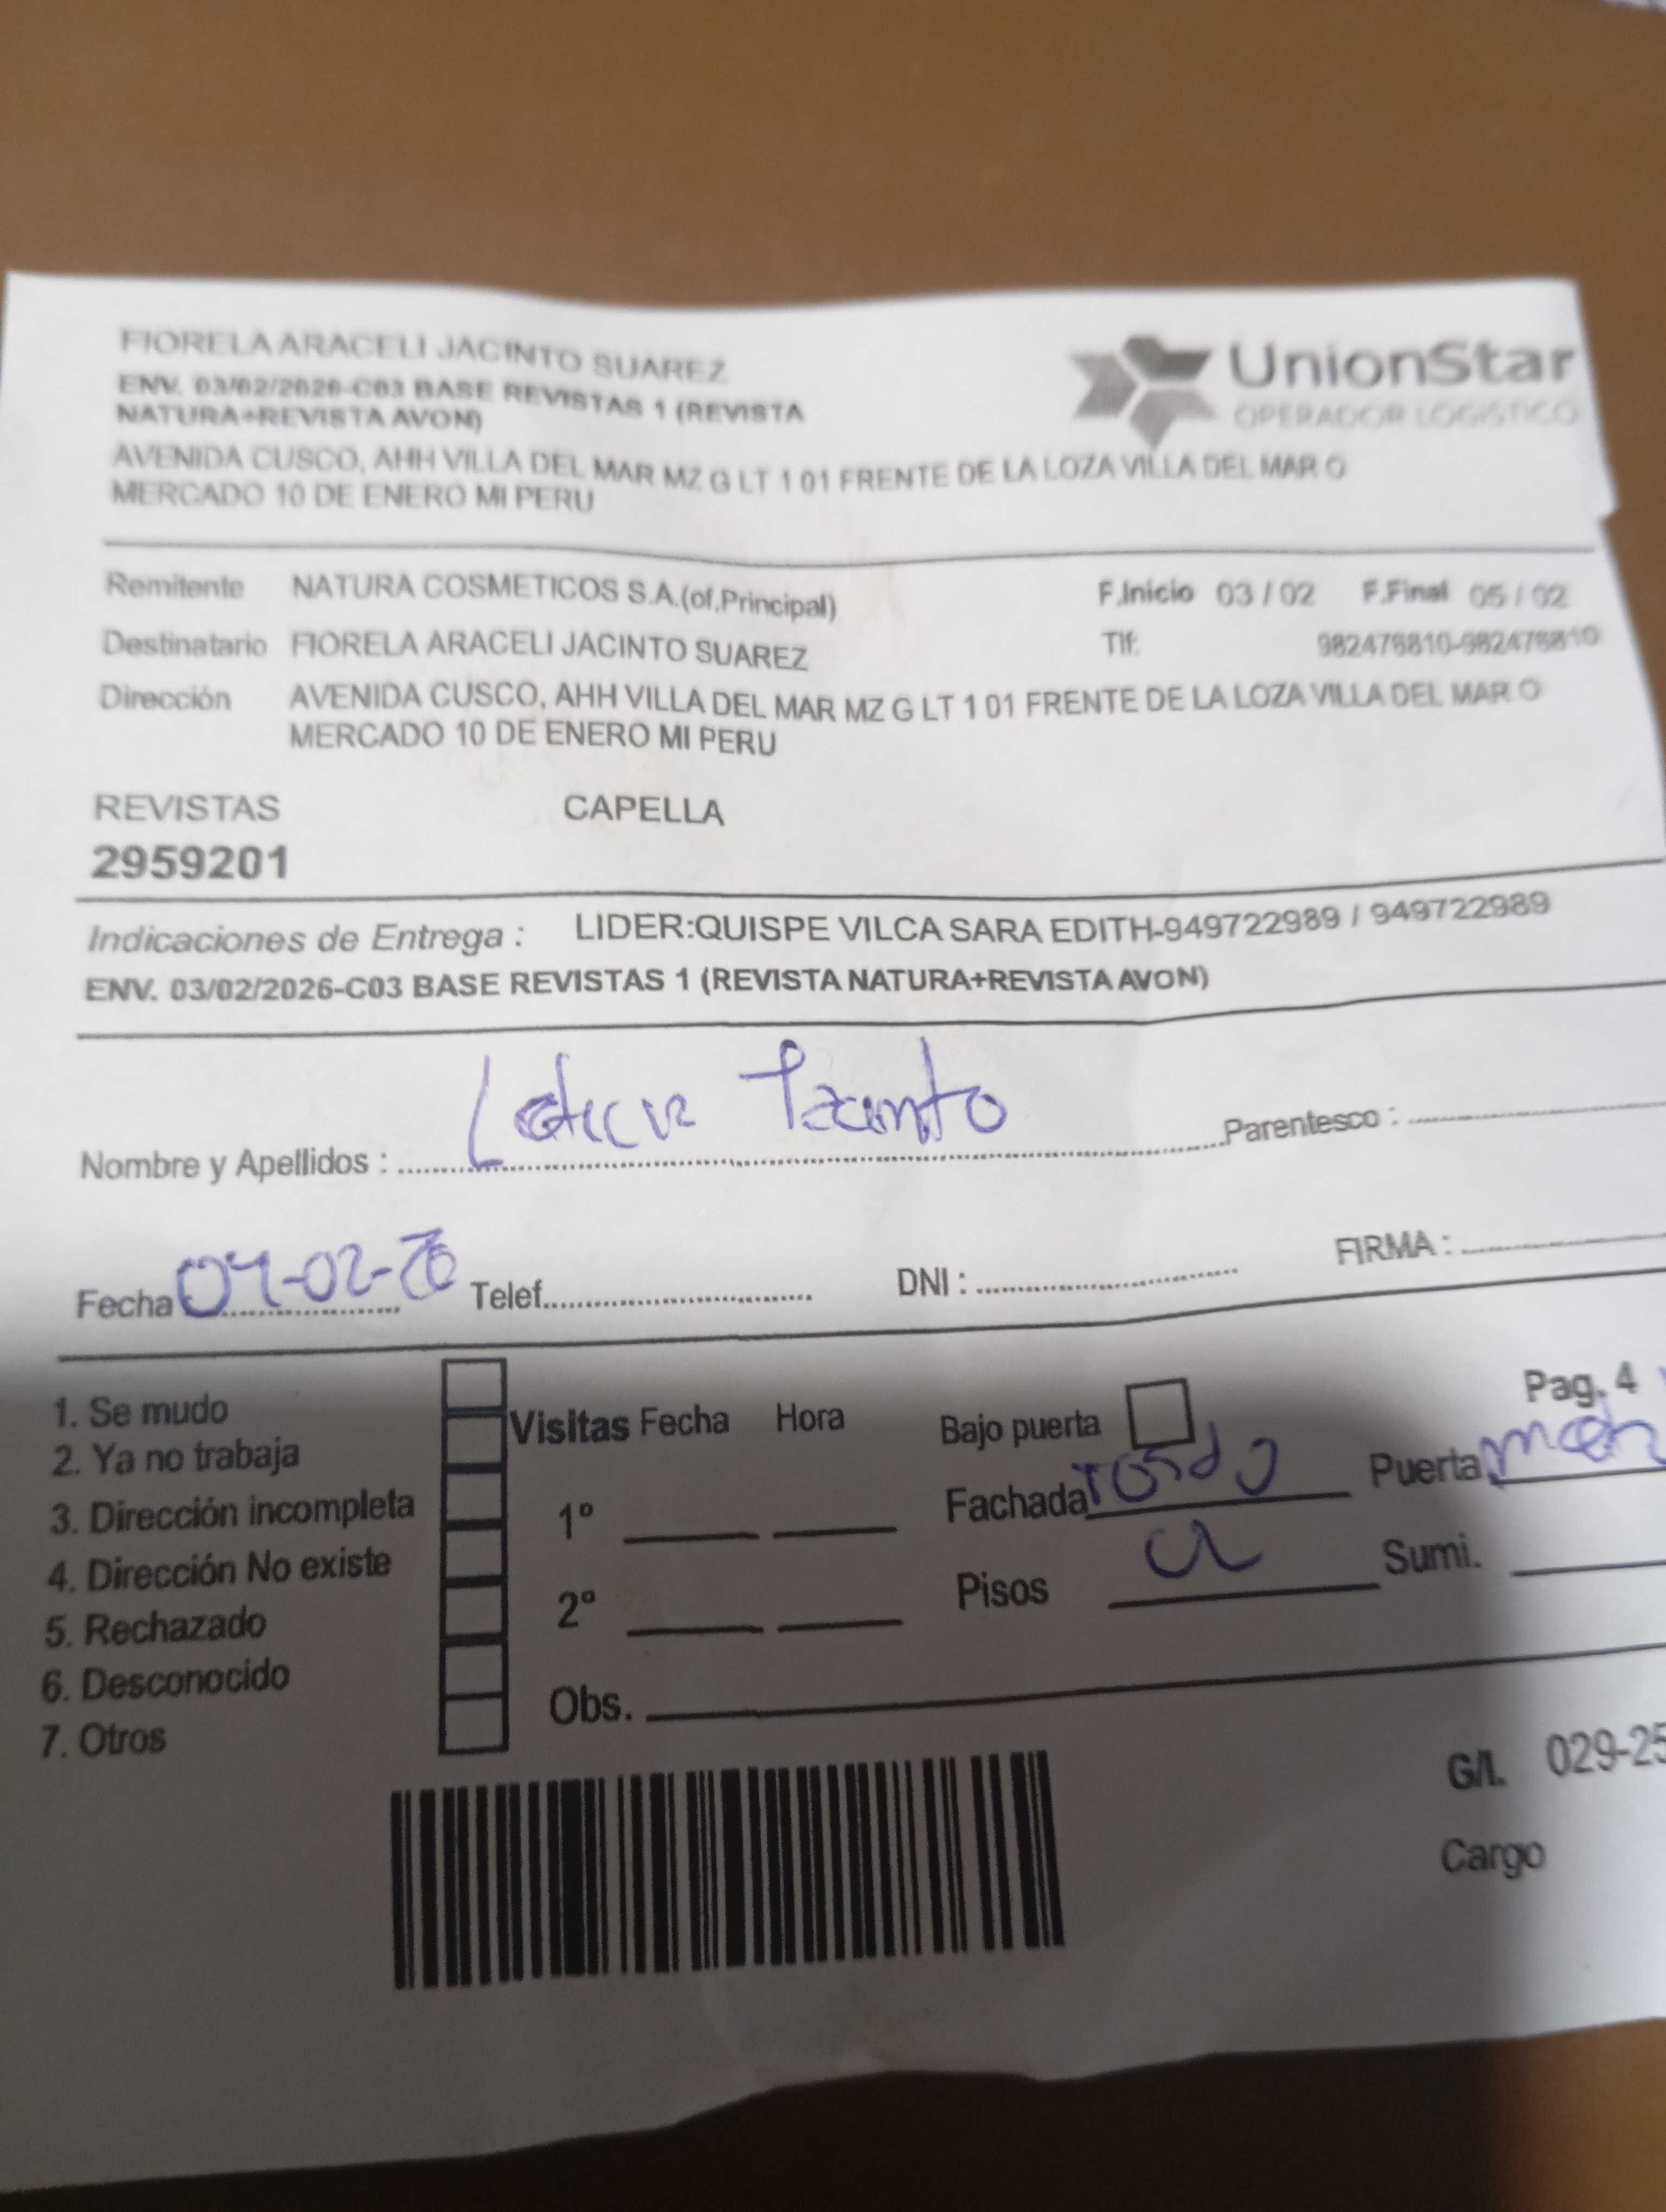 FIORELA ARACELI JACINTO SUAREZ
ENV. 03/02/2026-C03 BASE REVISTAS 1 (REVISTA
NATURA+REVISTA AVON)
AVENIDA CUSCO, AHH VILLA DEL MAR MZ G LT 1 01 FRENTE DE LA LOZA VILLA DEL MAR O
MERCADO 10 DE ENERO MI PERU
UnionStar
OPERADOR LOGISTICO
Remitente NATURA COSMETICOS S.A.(of.Principal) F.Inicio 03 / 02 F.Final 05 / 02
Destinatario FIORELA ARACELI JACINTO SUAREZ Tlf: 982476810-982476810
Dirección AVENIDA CUSCO, AHH VILLA DEL MAR MZ G LT 1 01 FRENTE DE LA LOZA VILLA DEL MAR O
MERCADO 10 DE ENERO MI PERU
REVISTAS CAPELLA
2959201
Indicaciones de Entrega : LIDER:QUISPE VILCA SARA EDITH-949722989 / 949722989
ENV. 03/02/2026-C03 BASE REVISTAS 1 (REVISTA NATURA+REVISTA AVON)
Nombre y Apellidos : Jacinto Parentesco :
Fecha 04-02-26 Telef. DNI : FIRMA :
Pag. 4
1. Se mudo
2. Ya no trabaja
3. Dirección incompleta
4. Dirección No existe
5. Rechazado
6. Desconocido
7. Otros
Visitas Fecha Hora
1º
2º
Obs.
Bajo puerta
Fachada Puerta
Pisos Sumi.
G/I. 029-25
Cargo